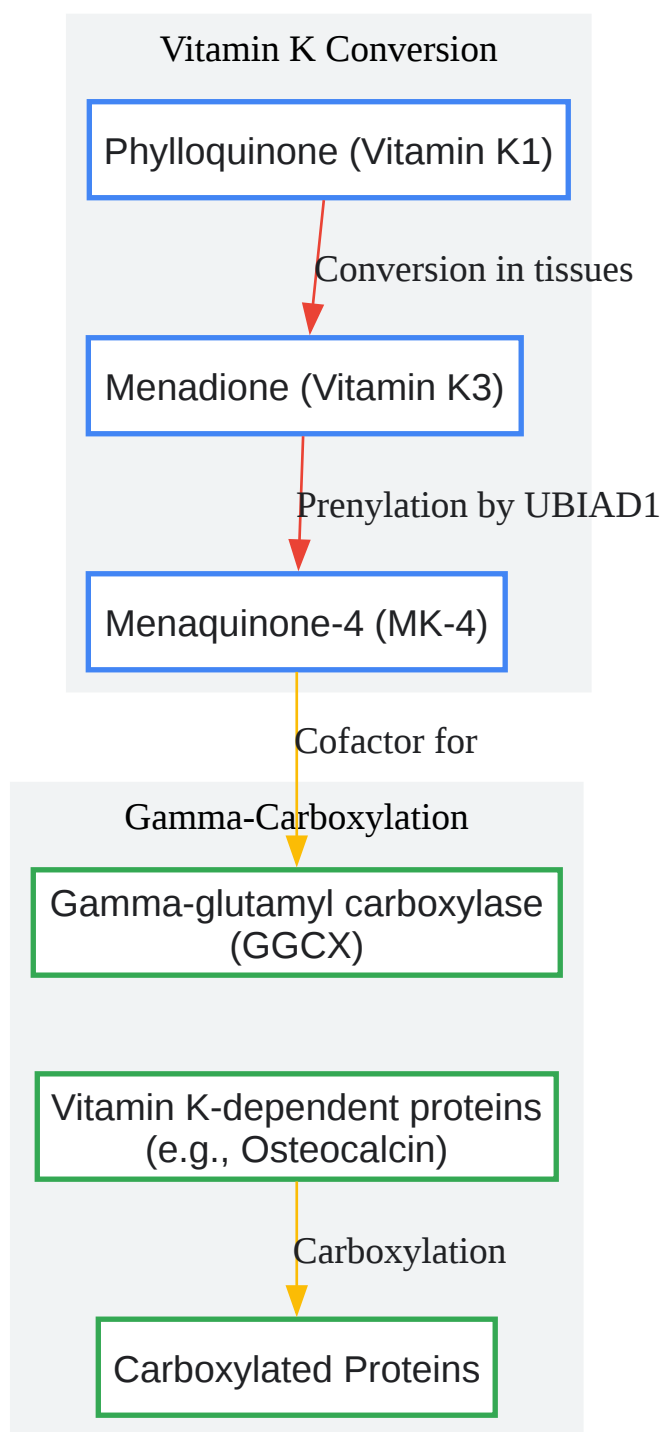 Vitamin K Conversion
Phylloquinone (Vitamin K1)
Conversion in tissues
Menadione (Vitamin K3)
Prenylation by UBIAD1
Menaquinone-4 (MK-4)
Cofactor for
Gamma-Carboxylation
Gamma-glutamyl carboxylase
(GGCX)
Vitamin K-dependent proteins
(e.g., Osteocalcin)
Carboxylation
Carboxylated Proteins